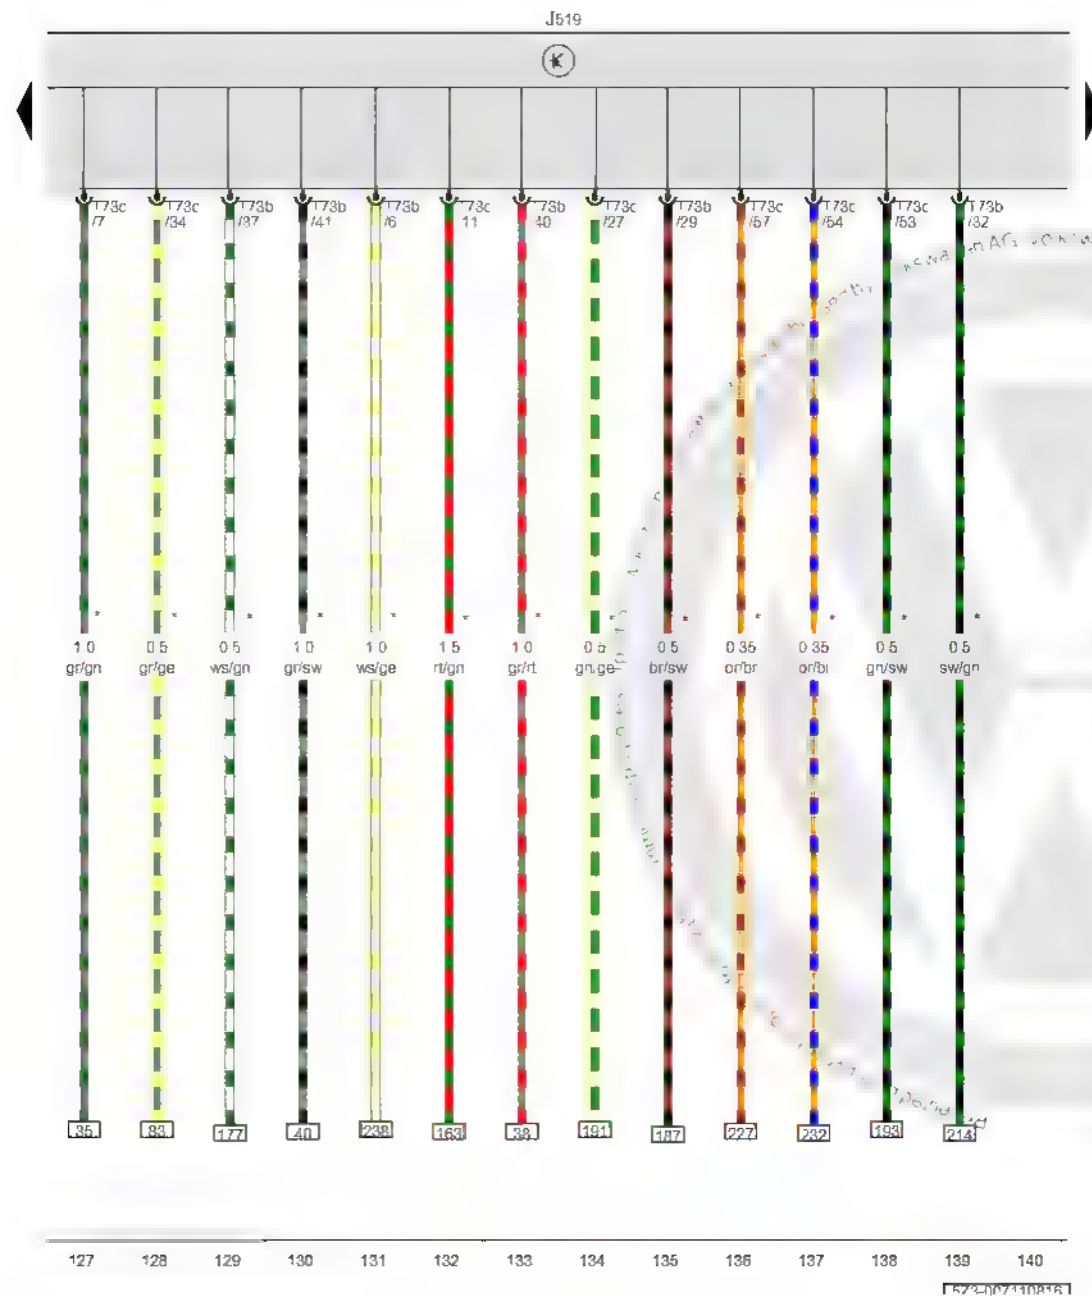 J519
K
T73c T73c T73b T73b T73b T73c T73b T73c T73b T73c T73c T73c T73b
/7 /34 /37 /41 /6 11 40 /27 /29 /57 /54 /53 /32
* * * * * * * * * * * * *
1.0 0.5 0.5 1.0 1.0 1.5 1.0 0.5 0.5 0.35 0.35 0.5 0.5
gr/gn gr/ge ws/gn gr/sw ws/ge rt/gn gr/rt gn/ge br/sw or/br or/bl gn/sw sw/gn
35 83 177 40 238 163 38 191 187 227 232 193 214
127 128 129 130 131 132 133 134 135 136 137 138 139 140
5Z3-007110816